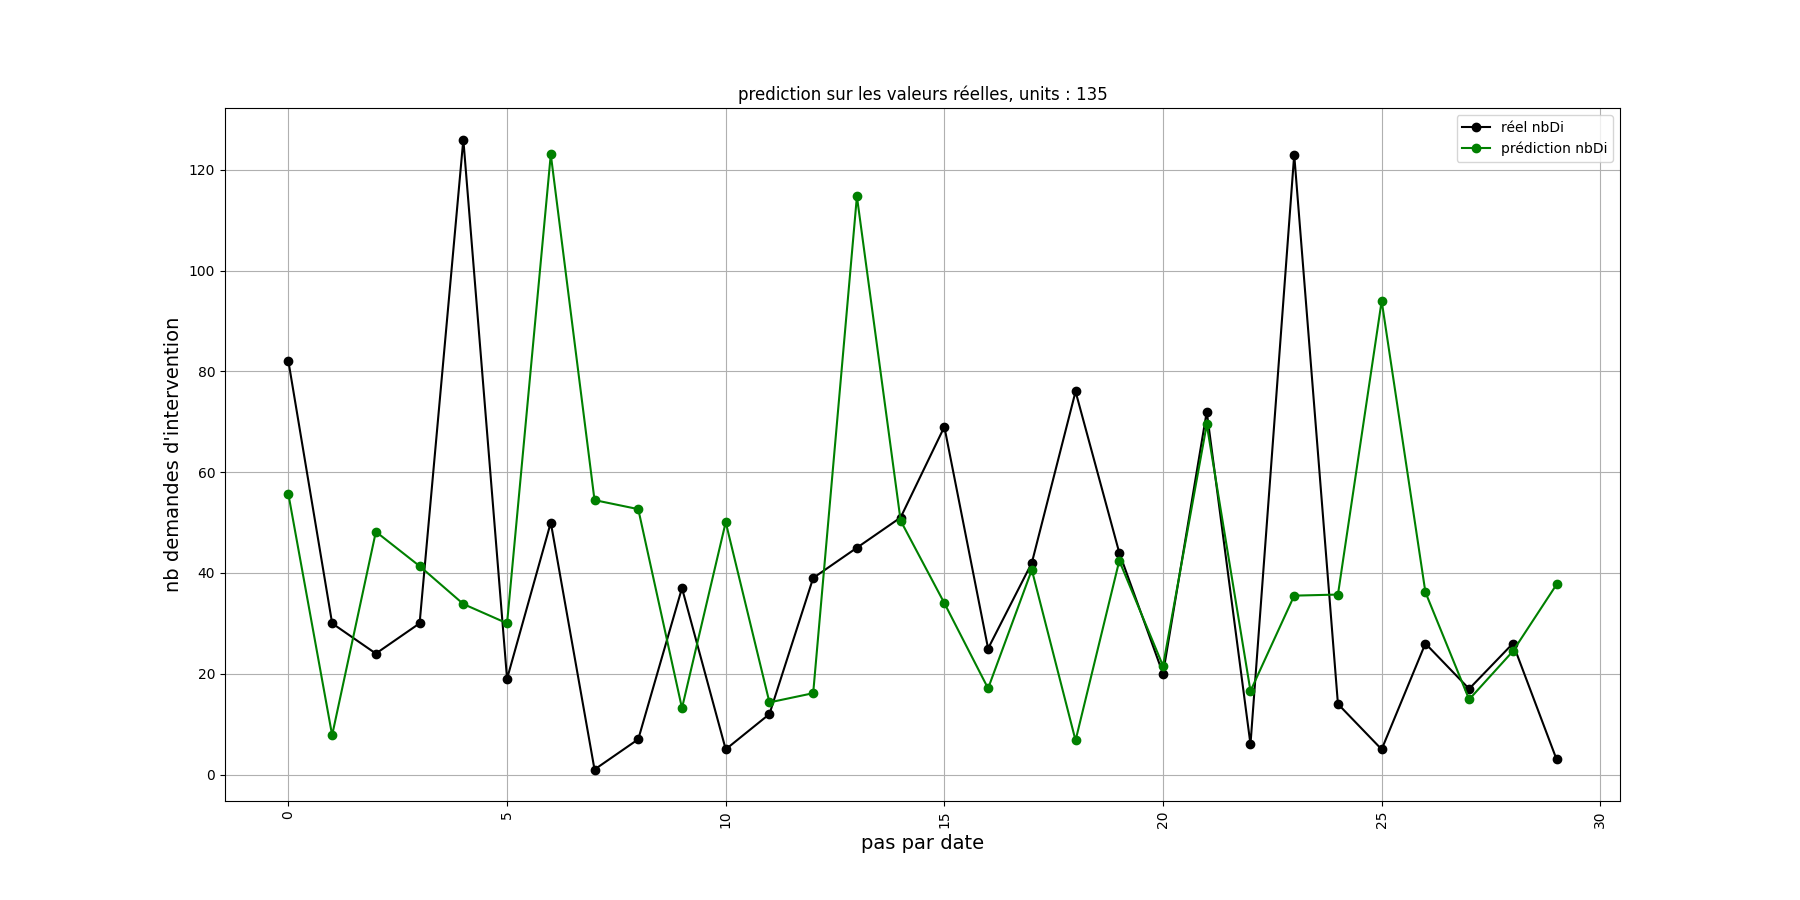 prediction sur les valeurs réelles, units : 135
réel nbDi
prédiction nbDi
120
100
80
60
40
20
0
nb demandes d'intervention
0
5
10
15
20
25
30
pas par date